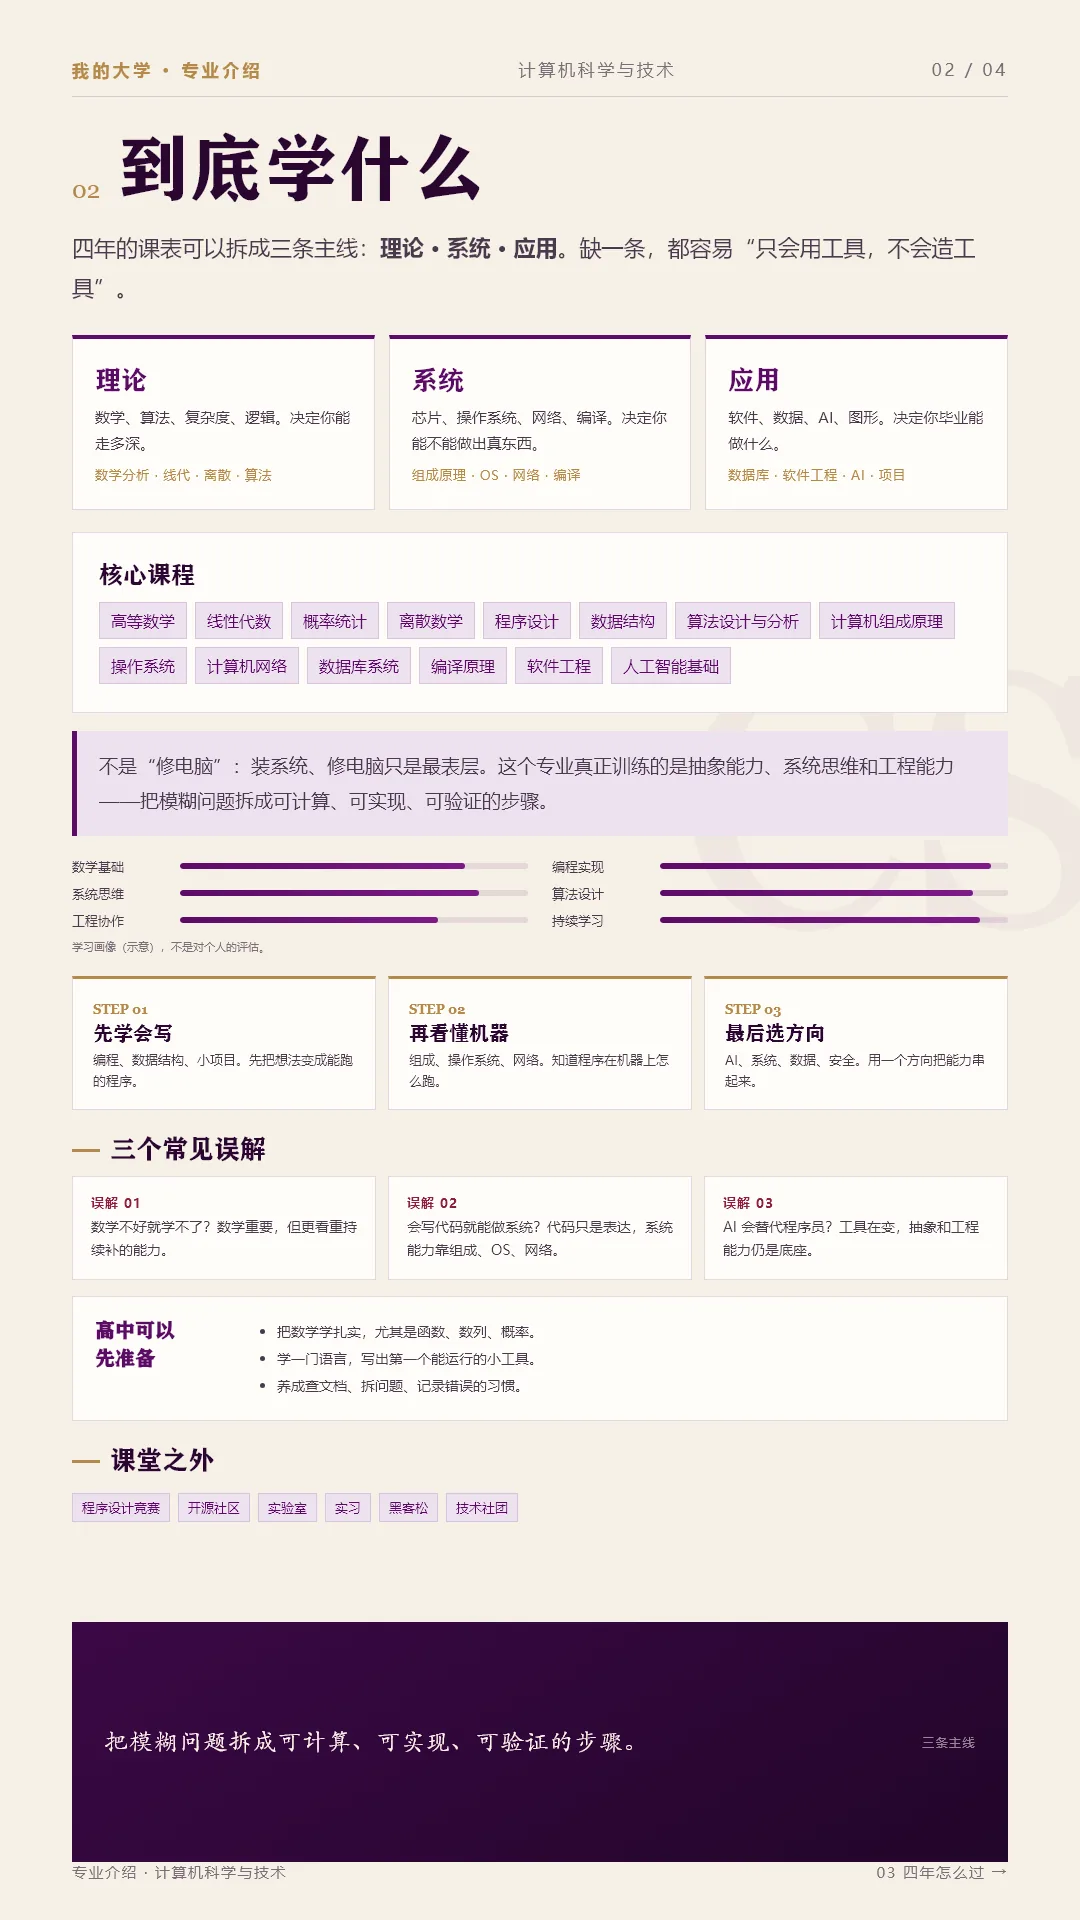 我的大学 • 专业介绍
计算机科学与技术
02 / 04
02 到底学什么
四年的课表可以拆成三条主线：理论 • 系统 • 应用。缺一条，都容易“只会用工具，不会造工
具”。
理论
数学、算法、复杂度、逻辑。决定你能
走多深。
数学分析 · 线代 · 离散 · 算法
系统
芯片、操作系统、网络、编译。决定你
能不能做出真东西。
组成原理 · OS · 网络 · 编译
应用
软件、数据、AI、图形。决定你毕业能
做什么。
数据库 · 软件工程 · AI · 项目
核心课程
高等数学 线性代数 概率统计 离散数学 程序设计 数据结构 算法设计与分析 计算机组成原理
操作系统 计算机网络 数据库系统 编译原理 软件工程 人工智能基础
CS
不是“修电脑”：装系统、修电脑只是最表层。这个专业真正训练的是抽象能力、系统思维和工程能力
——把模糊问题拆成可计算、可实现、可验证的步骤。
数学基础 编程实现
系统思维 算法设计
工程协作 持续学习
学习画像（示意），不是对个人的评估。
STEP 01
先学会写
编程、数据结构、小项目。先把想法变成能跑
的程序。
STEP 02
再看懂机器
组成、操作系统、网络。知道程序在机器上怎
么跑。
STEP 03
最后选方向
AI、系统、数据、安全。用一个方向把能力串
起来。
三个常见误解
误解 01
数学不好就学不了？数学重要，但更看重持
续补的能力。
误解 02
会写代码就能做系统？代码只是表达，系统
能力靠组成、OS、网络。
误解 03
AI 会替代程序员？工具在变，抽象和工程
能力仍是底座。
高中可以
先准备
• 把数学学扎实，尤其是函数、数列、概率。
• 学一门语言，写出第一个能运行的小工具。
• 养成查文档、拆问题、记录错误的习惯。
课堂之外
程序设计竞赛 开源社区 实验室 实习 黑客松 技术社团
把模糊问题拆成可计算、可实现、可验证的步骤。
三条主线
专业介绍 · 计算机科学与技术
03 四年怎么过 →